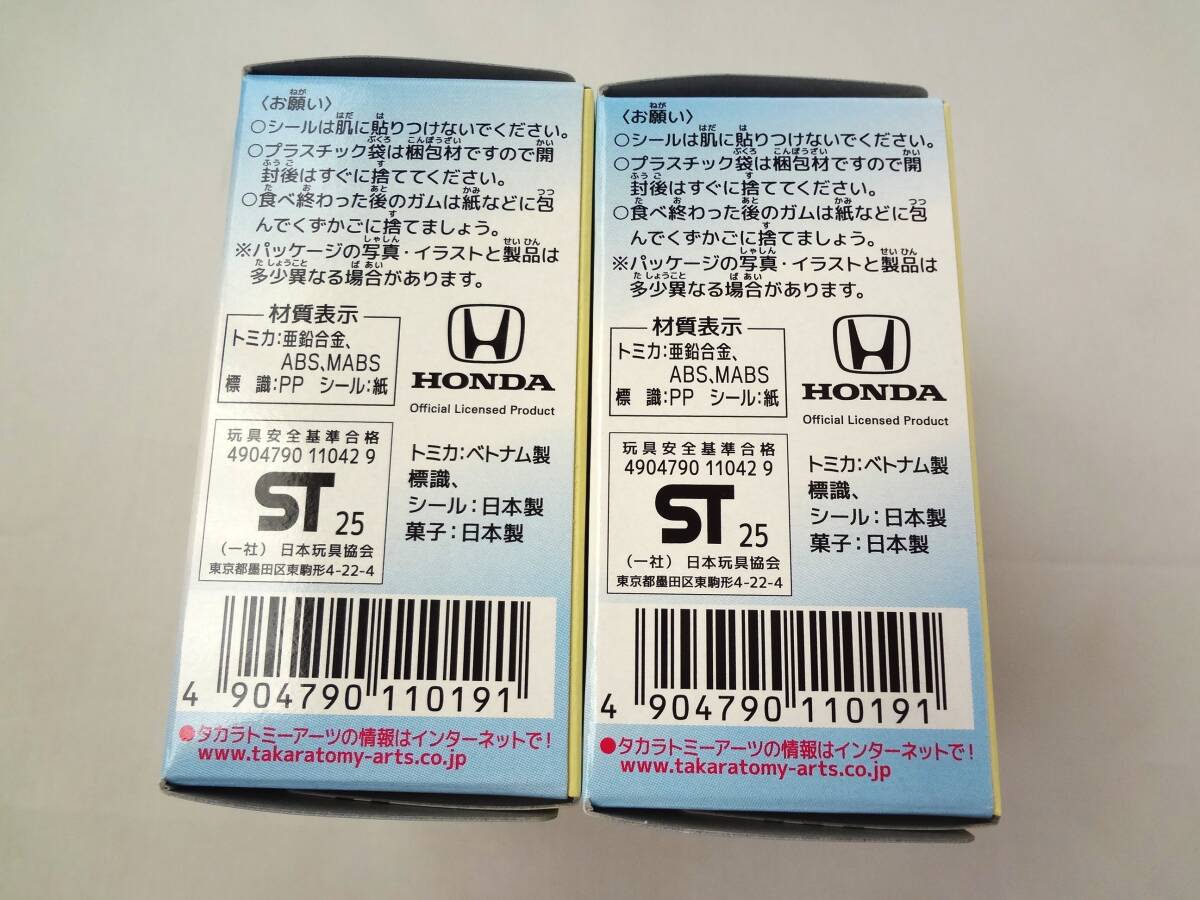 〈お願い〉
○シールは肌に貼りつけないでください。
○プラスチック袋は梱包材ですので開
封後はすぐに捨ててください。
○食べ終わった後のガムは紙などに包
んでくずかごに捨てましょう。
※パッケージの写真・イラストと製品は
多少異なる場合があります。
材質表示
トミカ:亜鉛合金、
ABS、MABS
標 識:PP シール:紙
HONDA
Official Licensed Product
玩具安全基準合格
4904790 11042 9
ST 25
(一社) 日本玩具協会
東京都墨田区東駒形4-22-4
トミカ:ベトナム製
標識、
シール:日本製
菓子:日本製
4 904790 110191
●タカラトミーアーツの情報はインターネットで!
www.takaratomy-arts.co.jp
〈お願い〉
○シールは肌に貼りつけないでください。
○プラスチック袋は梱包材ですので開
封後はすぐに捨ててください。
○食べ終わった後のガムは紙などに包
んでくずかごに捨てましょう。
※パッケージの写真・イラストと製品は
多少異なる場合があります。
材質表示
トミカ:亜鉛合金、
ABS、MABS
標 識:PP シール:紙
HONDA
Official Licensed Product
玩具安全基準合格
4904790 11042 9
ST 25
(一社) 日本玩具協会
東京都墨田区東駒形4-22-4
トミカ:ベトナム製
標識、
シール:日本製
菓子:日本製
4 904790 110191
●タカラトミーアーツの情報はインターネットで!
www.takaratomy-arts.co.jp